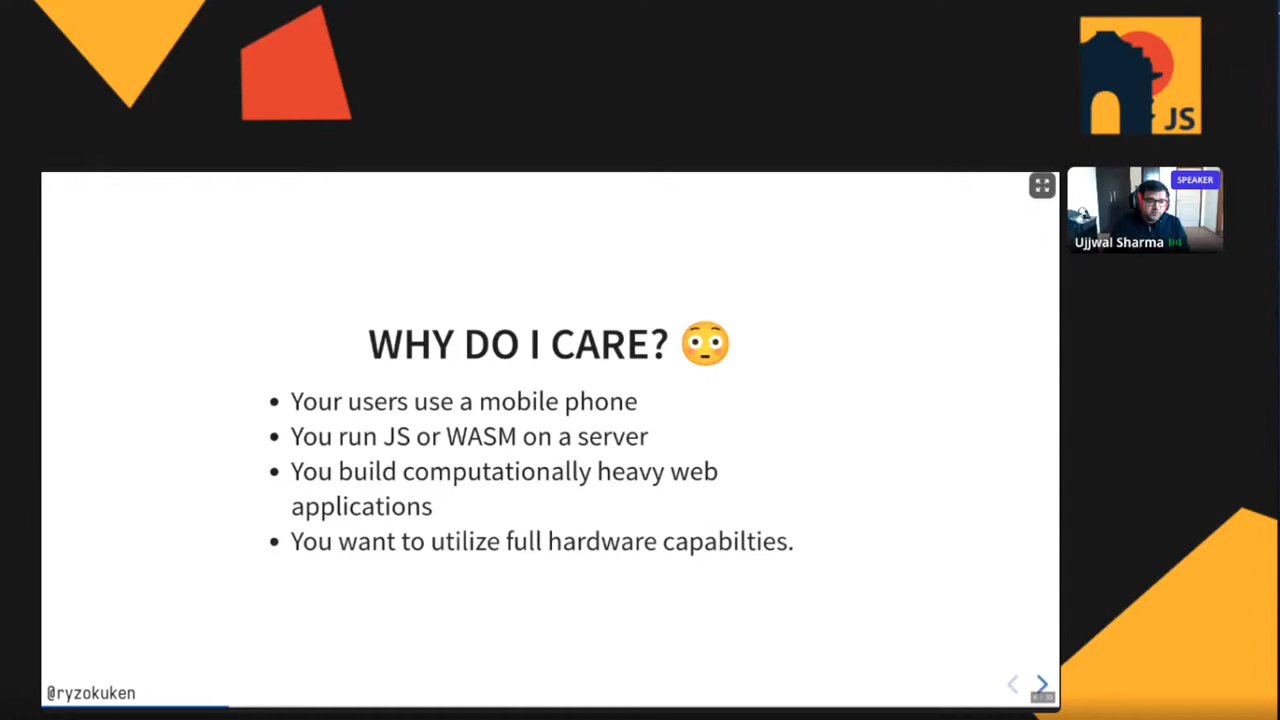 JS
SPEAKER
Ujjwal Sharma
WHY DO I CARE? 😳
• Your users use a mobile phone
• You run JS or WASM on a server
• You build computationally heavy web
applications
• You want to utilize full hardware capabilties.
@ryzokuken